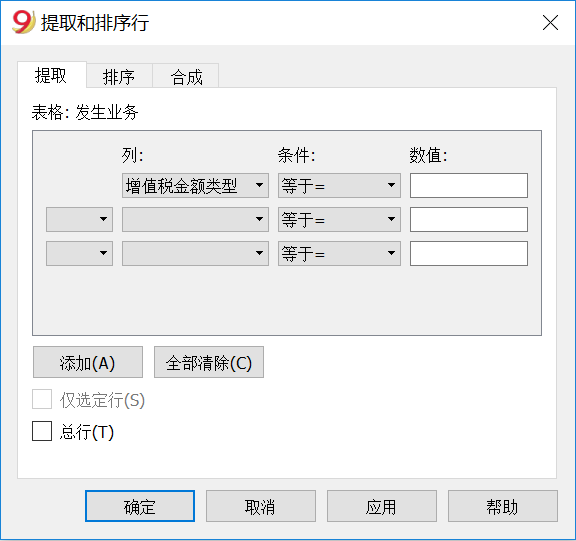 提取和排序行
提取 排序 合成
表格: 发生业务
列: 条件: 数值:
增值税金额类型 等于=
等于=
等于=
添加(A) 全部清除(C)
仅选定行(S)
总行(T)
确定 取消 应用 帮助